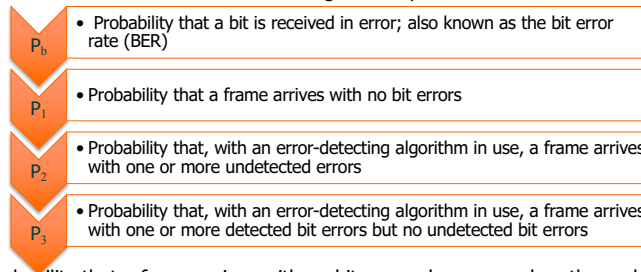 P_b
• Probability that a bit is received in error; also known as the bit error
rate (BER)
P_1
• Probability that a frame arrives with no bit errors
P_2
• Probability that, with an error-detecting algorithm in use, a frame arrives
with one or more undetected errors
P_3
• Probability that, with an error-detecting algorithm in use, a frame arrives
with one or more detected bit errors but no undetected bit errors